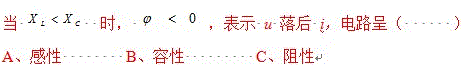 当 X_L < X_C 时， φ < 0 ，表示 u 落后 i，电路呈（ ）
A、感性 B、容性 C、阻性